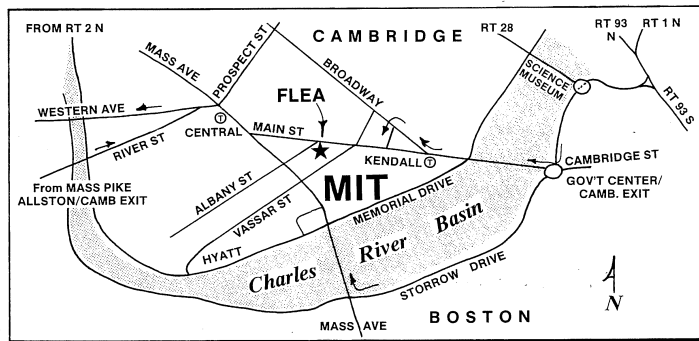 FROM RT 2 N
MASS AVE
PROSPECT ST
CAMBRIDGE
BROADWAY
RT 28
RT 93
N
RT 1 N
SCIENCE
MUSEUM
RT 93 S
FLEA
WESTERN AVE
T
CENTRAL
MAIN ST
RIVER ST
KENDALL T
CAMBRIDGE ST
From MASS PIKE
ALLSTON/CAMB EXIT
ALBANY ST
MIT
GOV'T CENTER/
CAMB. EXIT
VASSAR ST
MEMORIAL DRIVE
HYATT
Charles River Basin
STORROW DRIVE
N
MASS AVE
BOSTON